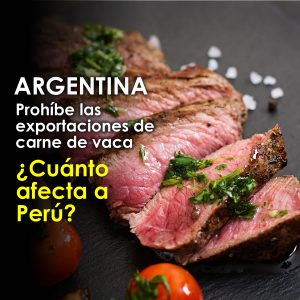 ARGENTINA
Prohíbe las
exportaciones de
carne de vaca
¿Cuánto
afecta a
Perú?